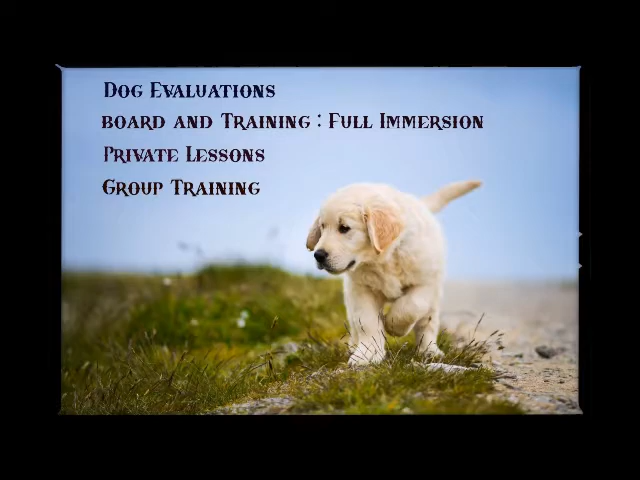 Dog Evaluations
board and Training : Full Immersion
Private Lessons
Group Training